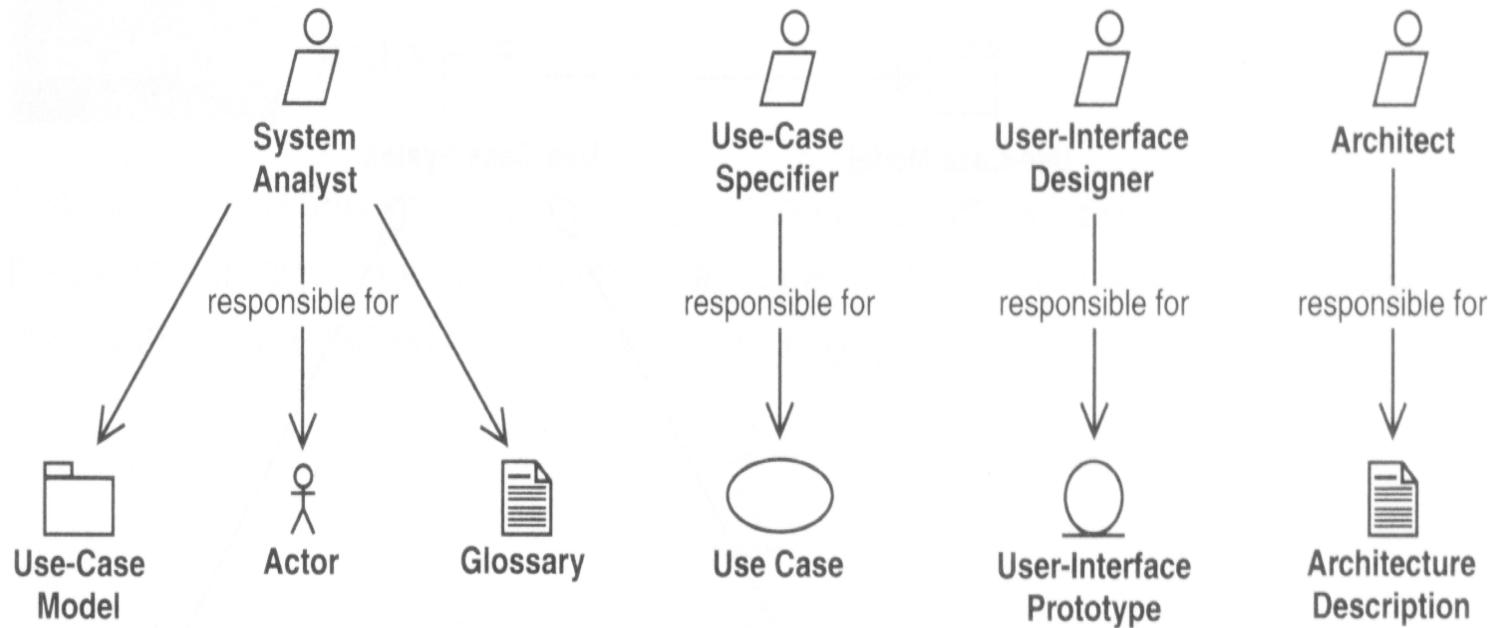 System
Analyst
Use-Case
Specifier
User-Interface
Designer
Architect
responsible for
responsible for
responsible for
responsible for
Use-Case
Model
Actor
Glossary
Use Case
User-Interface
Prototype
Architecture
Description